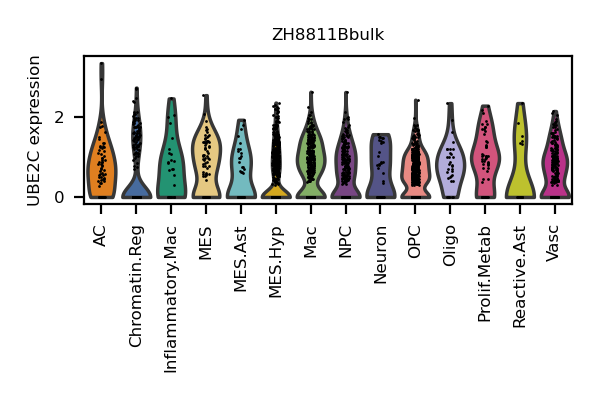 ZH8811Bbulk
UBE2C expression
2
0
AC
Chromatin.Reg
Inflammatory.Mac
MES
MES.Ast
MES.Hyp
Mac
NPC
Neuron
OPC
Oligo
Prolif.Metab
Reactive.Ast
Vasc